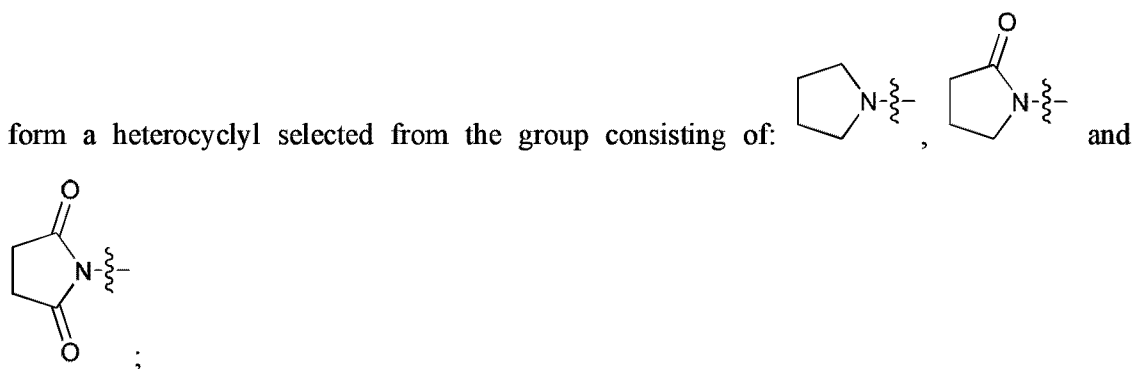 O
N
O
N
form a heterocyclyl selected from the group consisting of: , and
O
N
O
;